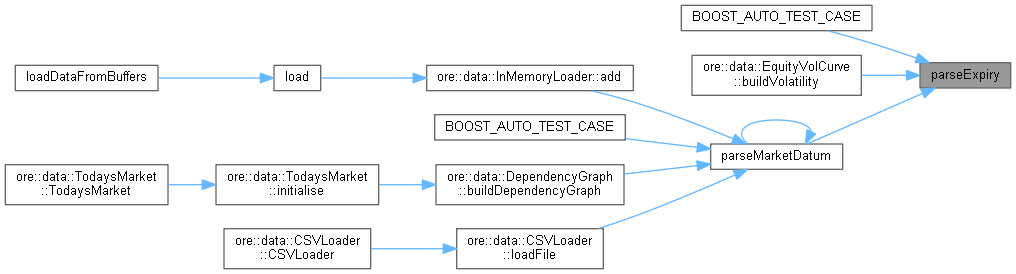 BOOST_AUTO_TEST_CASE
ore::data::EquityVolCurve
::buildVolatility
parseExpiry
loadDataFromBuffers
load
ore::data::InMemoryLoader::add
BOOST_AUTO_TEST_CASE
parseMarketDatum
ore::data::TodaysMarket
::TodaysMarket
ore::data::TodaysMarket
::initialise
ore::data::DependencyGraph
::buildDependencyGraph
ore::data::CSVLoader
::CSVLoader
ore::data::CSVLoader
::loadFile